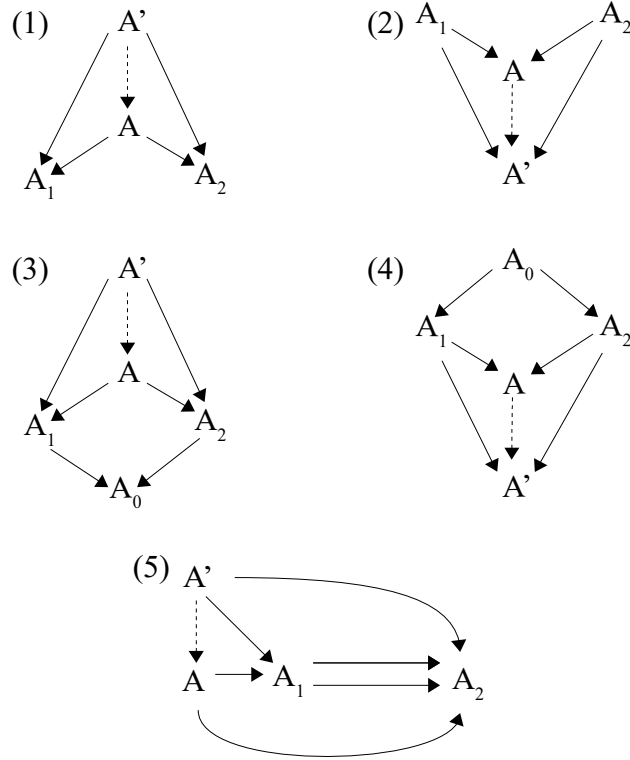 (1) A’ (2) A₁ A₂
A A
A₁ A₂ A’
(3) A’ (4) A₀
A₁ A₂
A A
A₁ A₂
A₀ A’
(5) A’
A A₁ A₂